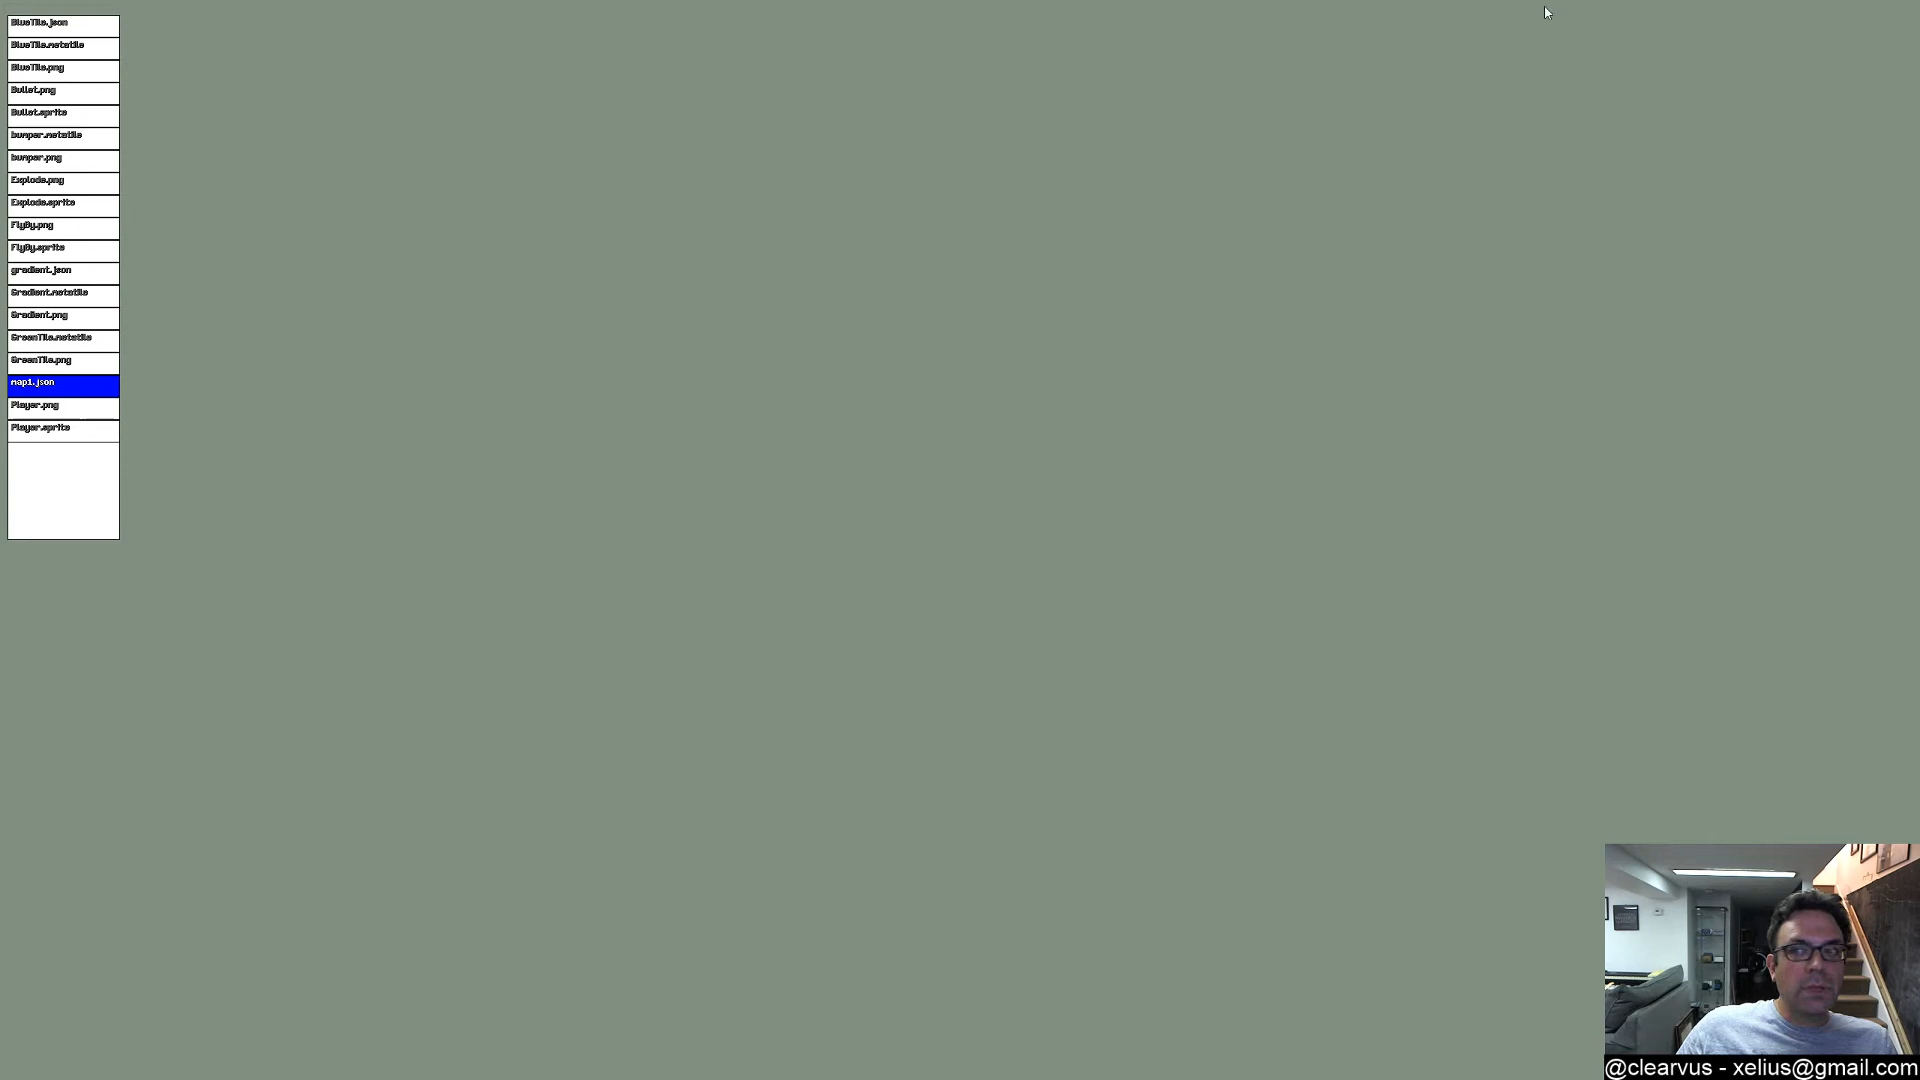 BlueTile.json
BlueTile.metatile
BlueTile.png
Bullet.png
Bullet.sprite
bumper.metatile
bumper.png
Explode.png
Explode.sprite
FlyBy.png
FlyBy.sprite
gradient.json
Gradient.metatile
Gradient.png
GreenTile.metatile
GreenTile.png
map1.json
Player.png
Player.sprite
@clearvus - xelius@gmail.com